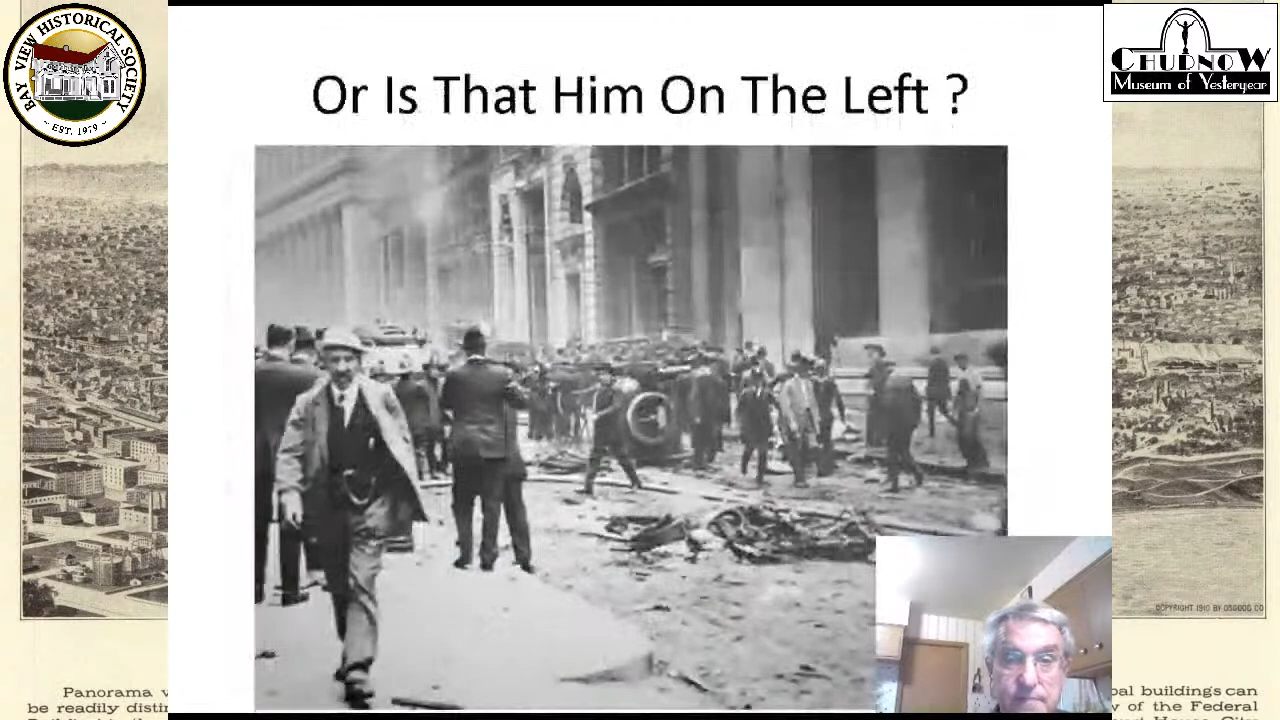 BAY VIEW HISTORICAL SOCIETY
~ EST. 1979 ~
CHUDNOW
Museum of Yesteryear
Or Is That Him On The Left ?
COPYRIGHT 1910 BY OSGOOD CO
Panorama v
be readily distin
pal buildings can
w of the Federal